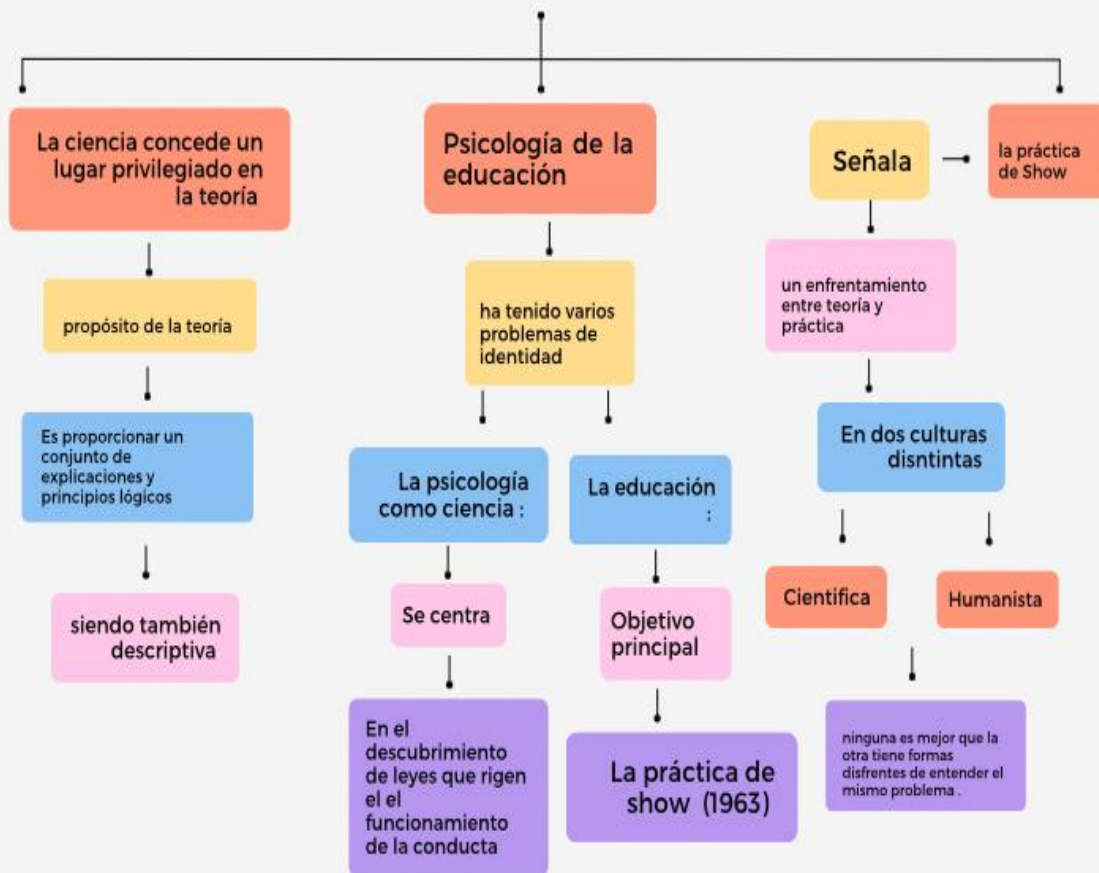 La ciencia concede un
lugar privilegiado en
la teoría
propósito de la teoría
Es proporcionar un
conjunto de
explicaciones y
principios lógicos
siendo también
descriptiva
Psicología de la
educación
ha tenido varios
problemas de
identidad
La psicología
como ciencia :
Se centra
En el
descubrimiento
de leyes que rigen
el el
funcionamiento
de la conducta
La educación
:
Objetivo
principal
La práctica de
show (1963)
Señala
la práctica
de Show
un enfrentamiento
entre teoría y
práctica
En dos culturas
disntintas
Científica
Humanista
ninguna es mejor que la
otra tiene formas
disfrentes de entender el
mismo problema .